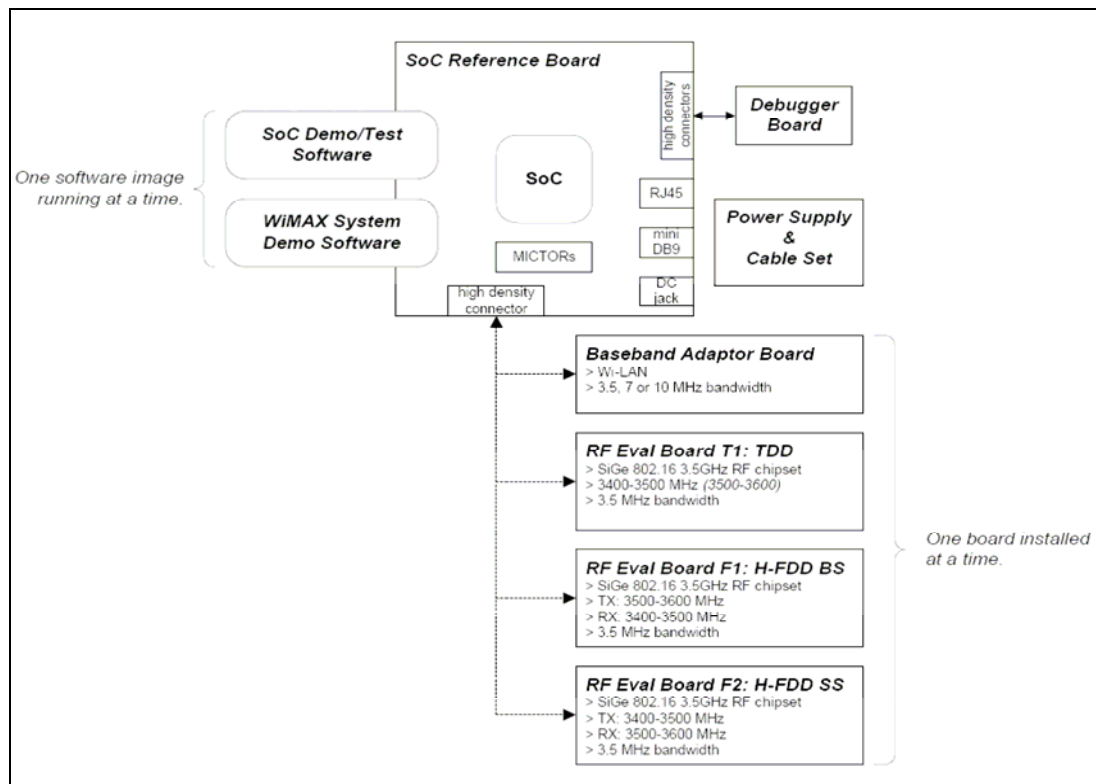 SoC Reference Board
high density
connectors
Debugger
Board
SoC Demo/Test
Software
One software image
running at a time.
WiMAX System
Demo Software
SoC
RJ45
mini
DB9
Power Supply
&
Cable Set
MICTORs
DC
jack
high density
connector
Baseband Adaptor Board
> Wi-LAN
> 3.5, 7 or 10 MHz bandwidth
RF Eval Board T1: TDD
> SiGe 802.16 3.5GHz RF chipset
> 3400-3500 MHz (3500-3600)
> 3.5 MHz bandwidth
One board installed
at a time.
RF Eval Board F1: H-FDD BS
> SiGe 802.16 3.5GHz RF chipset
> TX: 3500-3600 MHz
> RX: 3400-3500 MHz
> 3.5 MHz bandwidth
RF Eval Board F2: H-FDD SS
> SiGe 802.16 3.5GHz RF chipset
> TX: 3400-3500 MHz
> RX: 3500-3600 MHz
> 3.5 MHz bandwidth